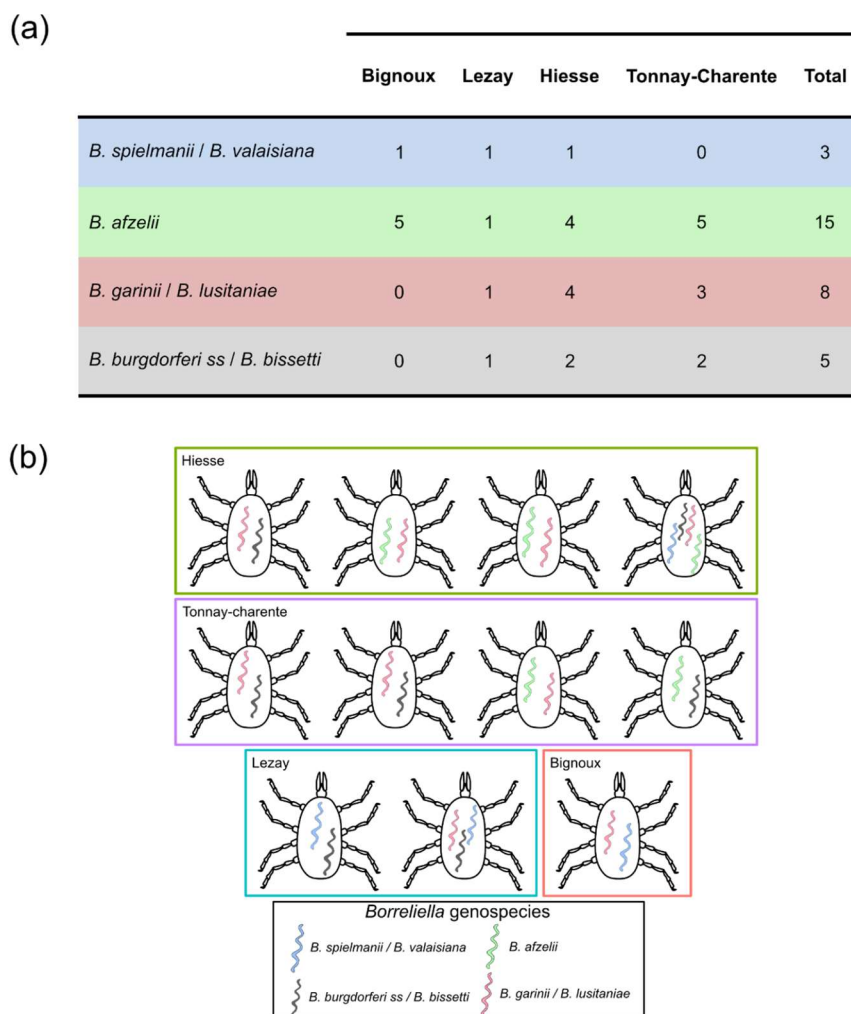 (a)
Bignoux Lezay Hiesse Tonnay-Charente Total
B. spielmanii / B. valaisiana 1 1 1 0 3
B. afzelii 5 1 4 5 15
B. garinii / B. lusitaniae 0 1 4 3 8
B. burgdorferi ss / B. bissetti 0 1 2 2 5
(b)
Hiesse
Tonnay-charente
Lezay Bignoux
Borreliella genospecies
B. spielmanii / B. valaisiana B. afzelii
B. burgdorferi ss / B. bissetti B. garinii / B. lusitaniae